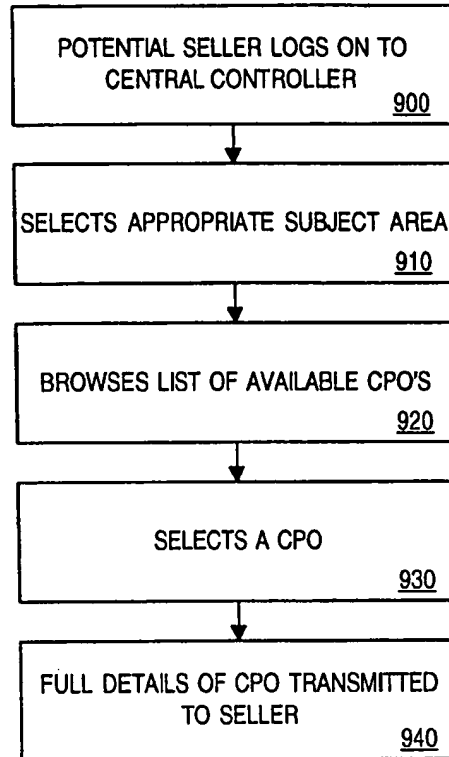 POTENTIAL SELLER LOGS ON TO
CENTRAL CONTROLLER
900
SELECTS APPROPRIATE SUBJECT AREA
910
BROWSES LIST OF AVAILABLE CPO'S
920
SELECTS A CPO
930
FULL DETAILS OF CPO TRANSMITTED
TO SELLER
940